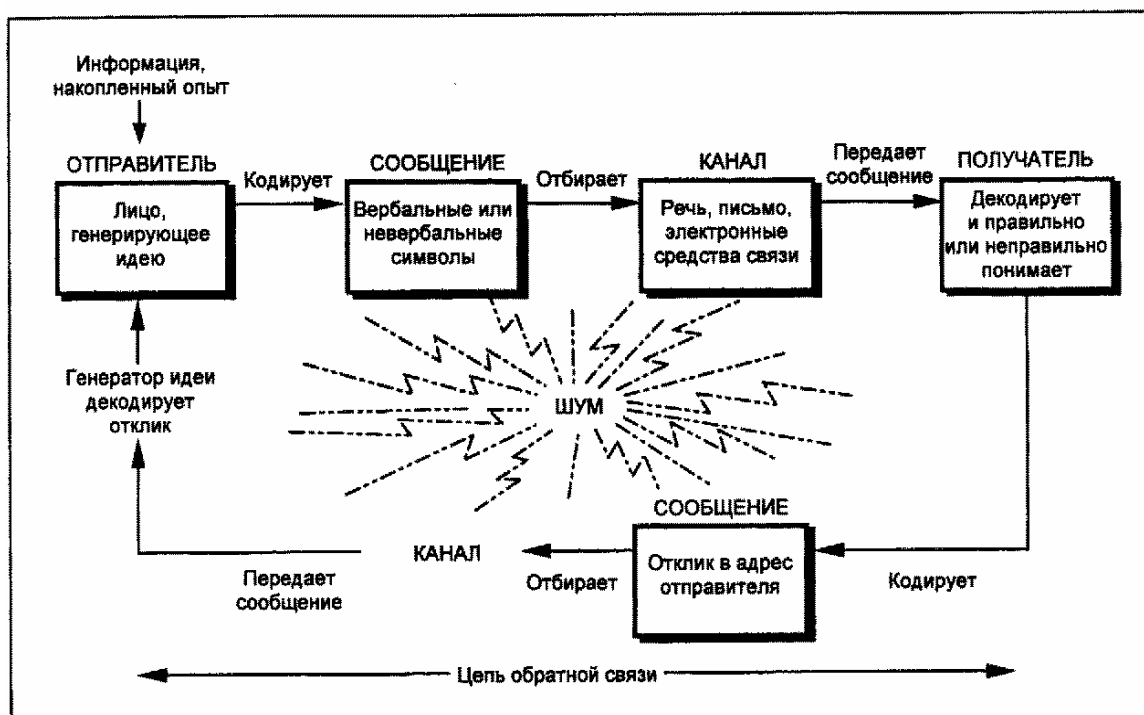 Информация,
накопленный опыт
ОТПРАВИТЕЛЬ
Лицо,
генерирующее
идею
Кодирует
СООБЩЕНИЕ
Вербальные или
невербальные
символы
Отбирает
КАНАЛ
Речь, письмо,
электронные
средства связи
Передает
сообщение
ПОЛУЧАТЕЛЬ
Декодирует
и правильно
или неправильно
понимает
ШУМ
Генератор идеи
декодирует
отклик
СООБЩЕНИЕ
Отклик в адрес
отправителя
Кодирует
Отбирает
КАНАЛ
Передает
сообщение
Цепь обратной связи